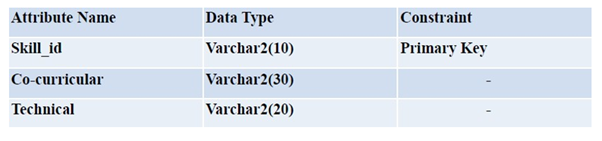 Attribute Name Data Type Constraint
Skill_id Varchar2(10) Primary Key
Co-curricular Varchar2(30) -
Technical Varchar2(20) -